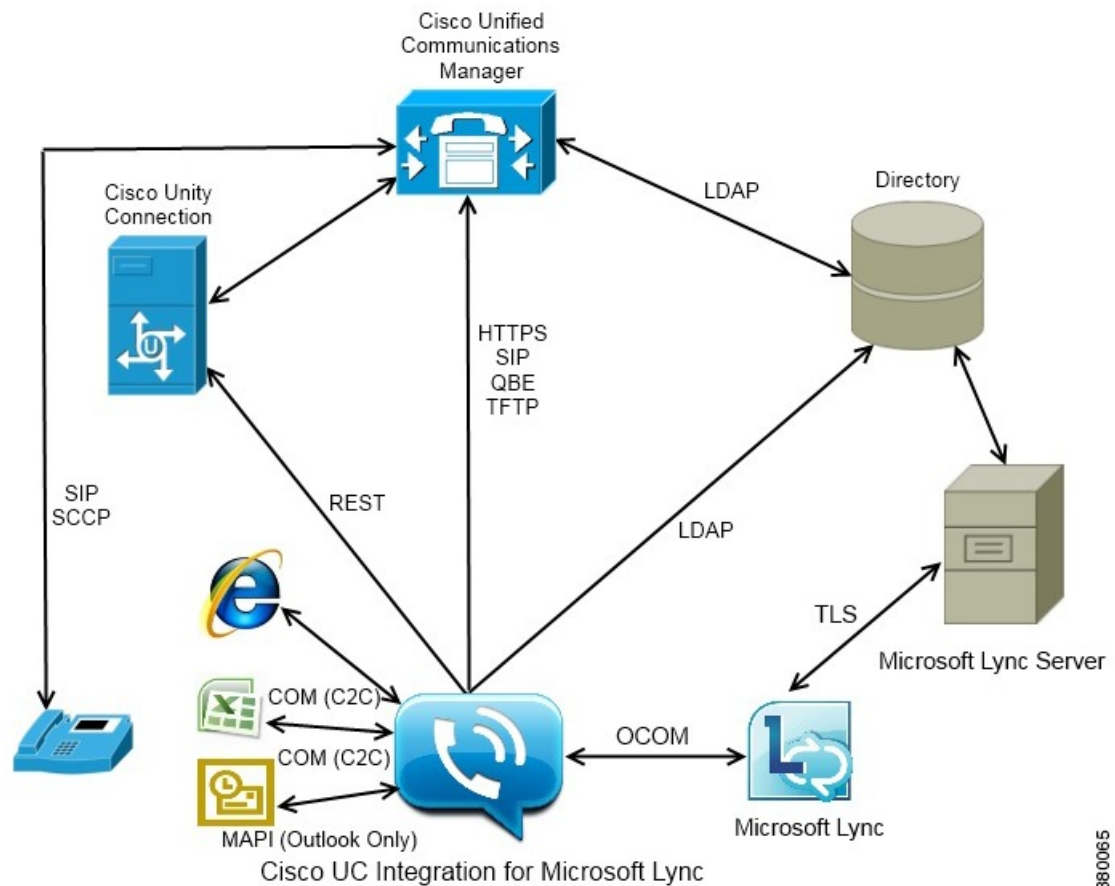 Cisco Unified
Communications
Manager
Cisco Unity
Connection
LDAP
Directory
U
HTTPS
SIP
QBE
TFTP
SIP
SCCP
REST
LDAP
TLS
Microsoft Lync Server
COM (C2C)
COM (C2C)
OCOM
L
MAPI (Outlook Only)
Microsoft Lync
Cisco UC Integration for Microsoft Lync
380065